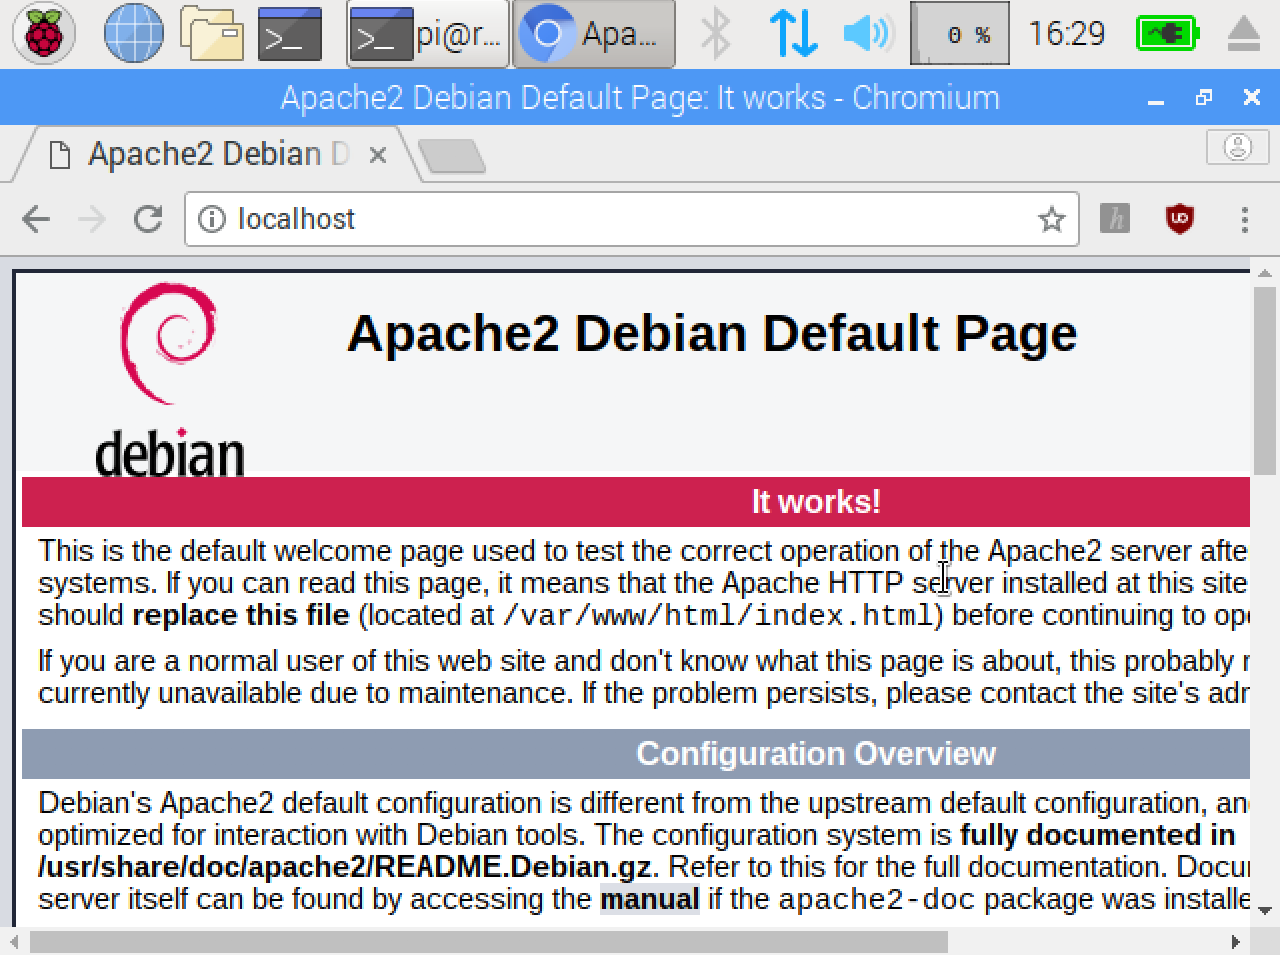 >_
>_ pi@r...
Apa...
0 %
16:29
Apache2 Debian Default Page: It works - Chromium
Apache2 Debian D
localhost
h
debian
Apache2 Debian Default Page
It works!
This is the default welcome page used to test the correct operation of the Apache2 server afte
systems. If you can read this page, it means that the Apache HTTP server installed at this site
should replace this file (located at /var/www/html/index.html) before continuing to ope
If you are a normal user of this web site and don't know what this page is about, this probably
currently unavailable due to maintenance. If the problem persists, please contact the site's adm
Configuration Overview
Debian's Apache2 default configuration is different from the upstream default configuration, an
optimized for interaction with Debian tools. The configuration system is fully documented in
/usr/share/doc/apache2/README.Debian.gz. Refer to this for the full documentation. Docu
server itself can be found by accessing the manual if the apache2-doc package was installe